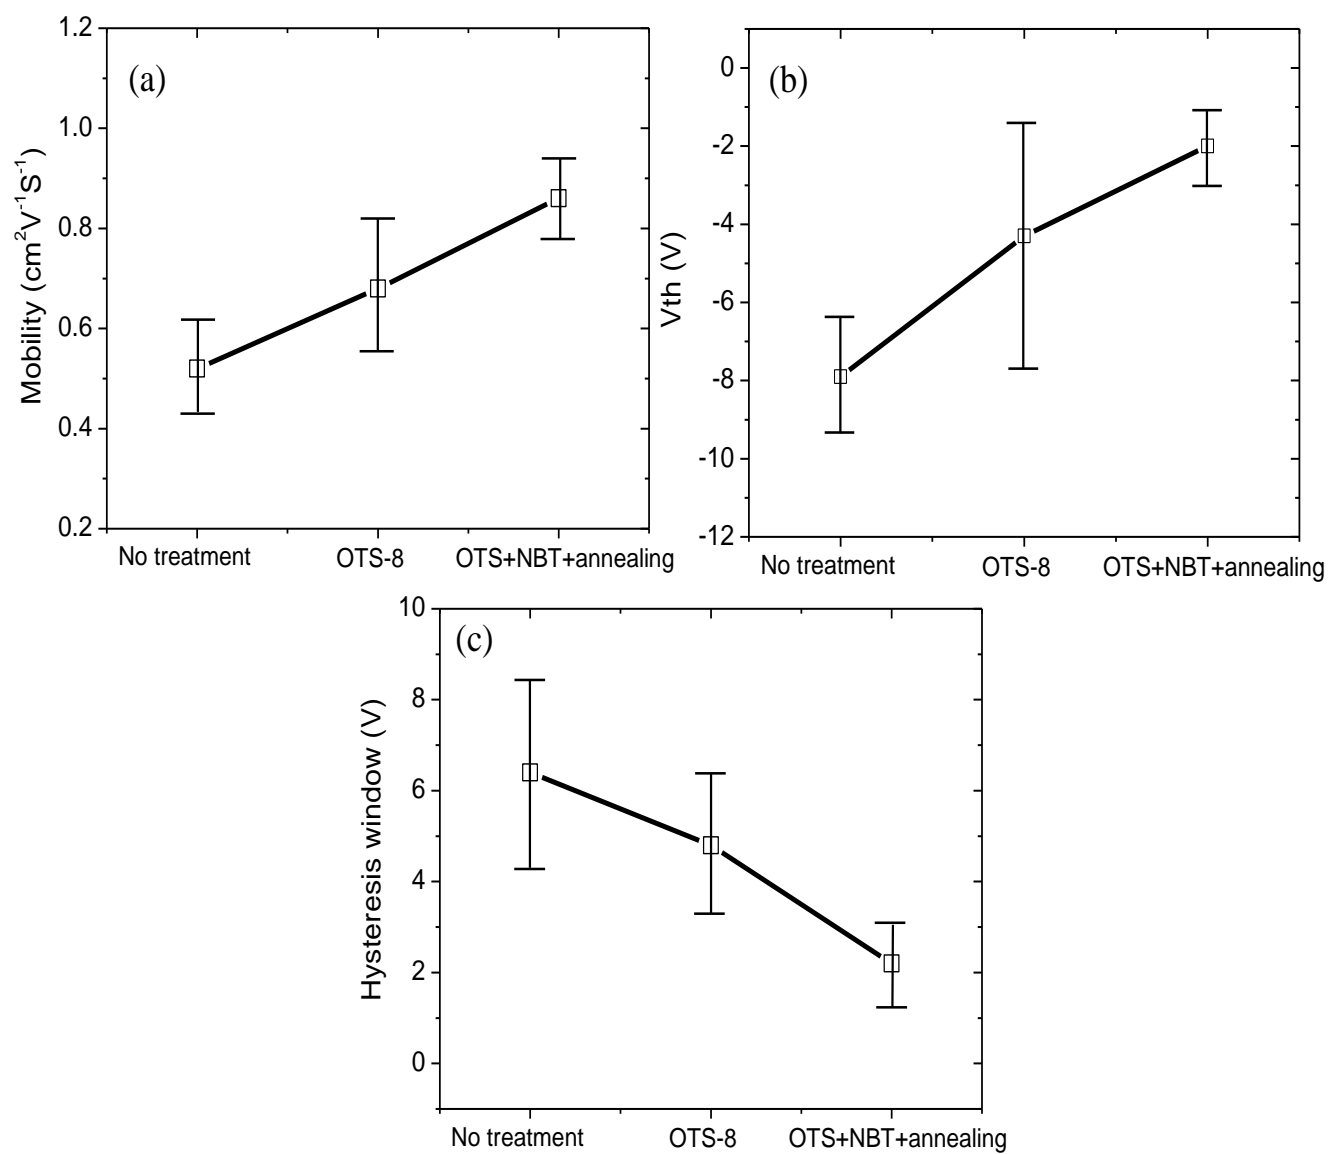 (a)
Mobility (cm²V⁻¹S⁻¹)
1.2
1.0
0.8
0.6
0.4
0.2
No treatment
OTS-8
OTS+NBT+annealing
(b)
Vth (V)
0
-2
-4
-6
-8
-10
-12
No treatment
OTS-8
OTS+NBT+annealing
(c)
Hysteresis window (V)
10
8
6
4
2
0
No treatment
OTS-8
OTS+NBT+annealing